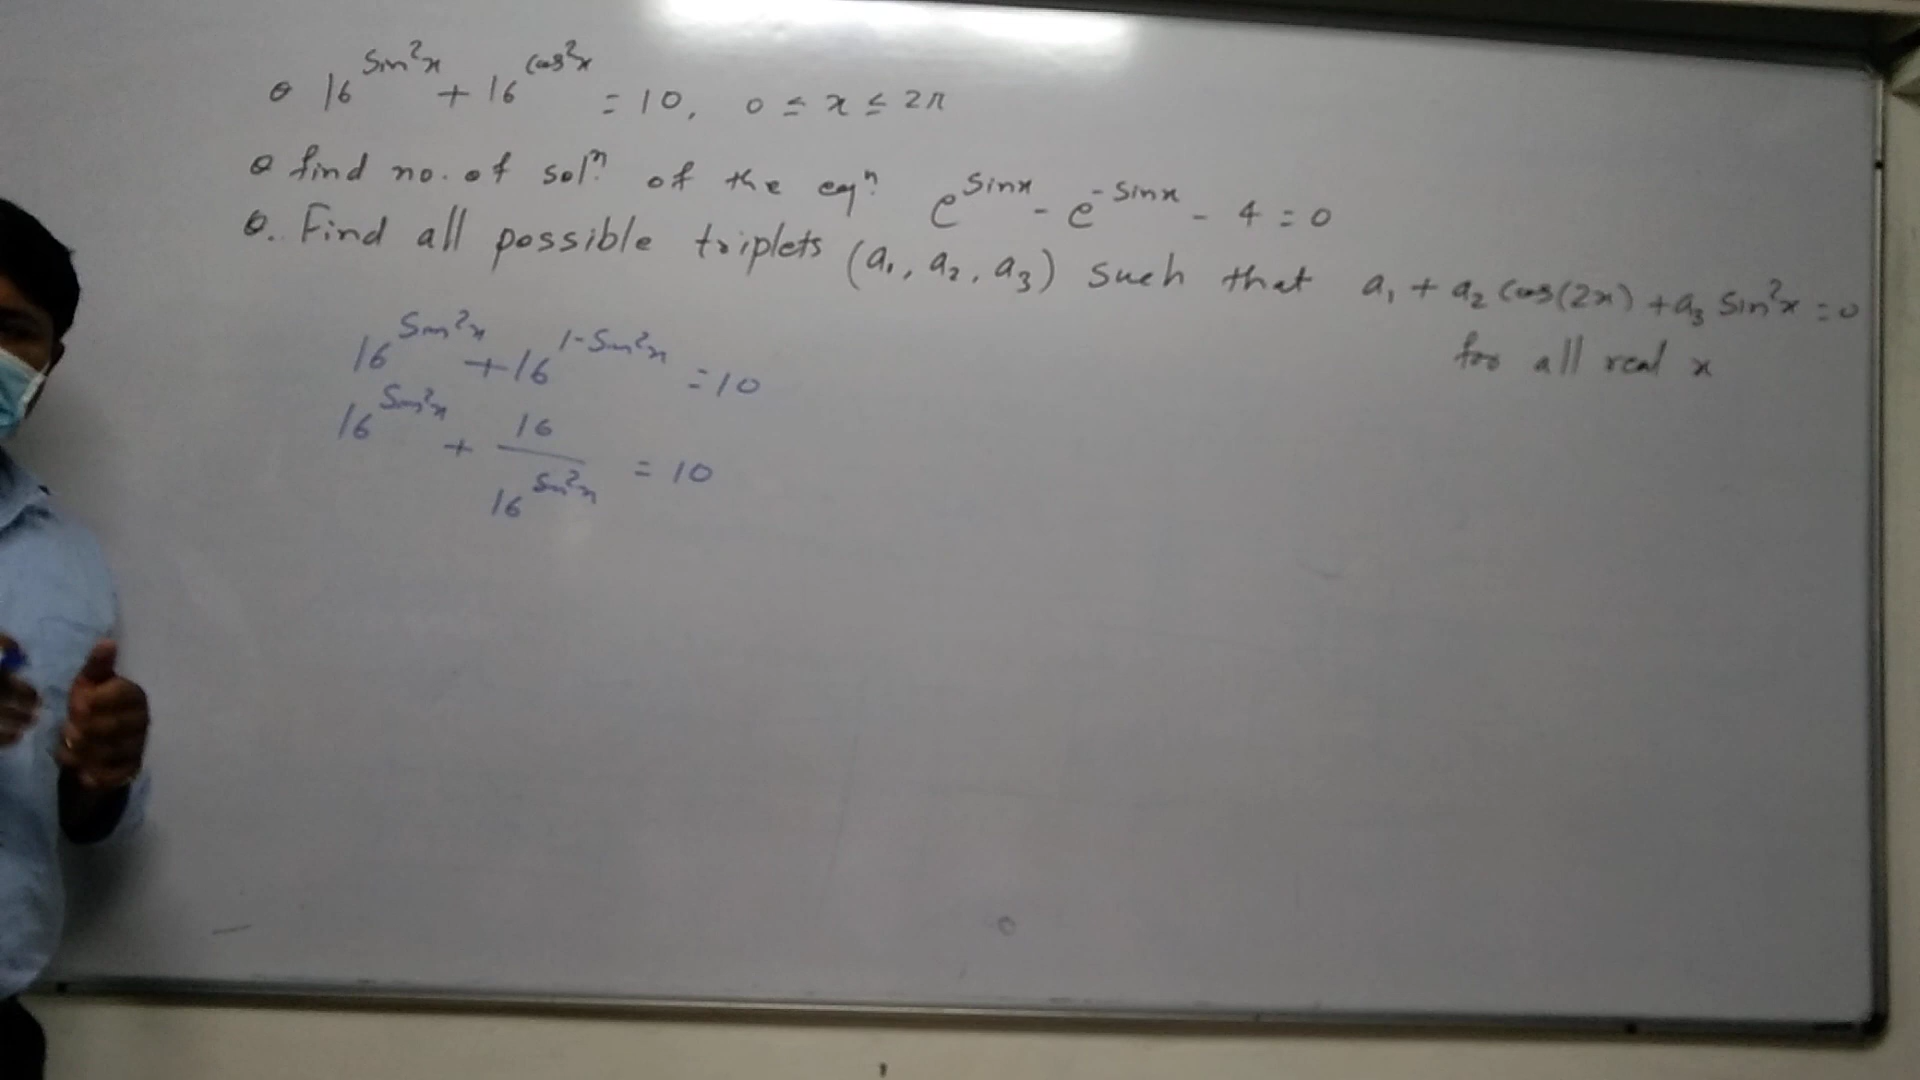 Q 16^sin²x + 16^cos²x = 10, 0 ≤ x ≤ 2π
Q find no. of solⁿ. of the eqⁿ. e^sinx - e^-sinx - 4 = 0
Q. Find all possible triplets (a₁, a₂, a₃) such that a₁ + a₂ cos(2x) + a₃ sin²x = 0
for all real x
16^sin²x + 16^1-sin²x = 10
16^sin²x + 16/16^sin²x = 10